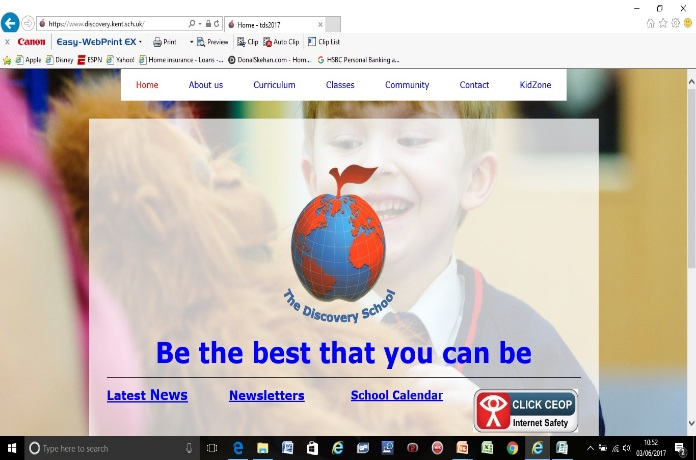 https://www.discovery.kent.sch.uk/
Home - tds2017
x Canon Easy-WebPrint EX Print Preview Clip Auto Clip Clip List
Apple Disney ESPN Yahoo! Home insurance - Loans -... DonalSkehan.com - Hom... G HSBC Personal Banking a...
Home About us Curriculum Classes Community Contact KidZone
The Discovery School
Be the best that you can be
Latest News Newsletters School Calendar
CLICK CEOP
Internet Safety
Type here to search
10:52
03/06/2017